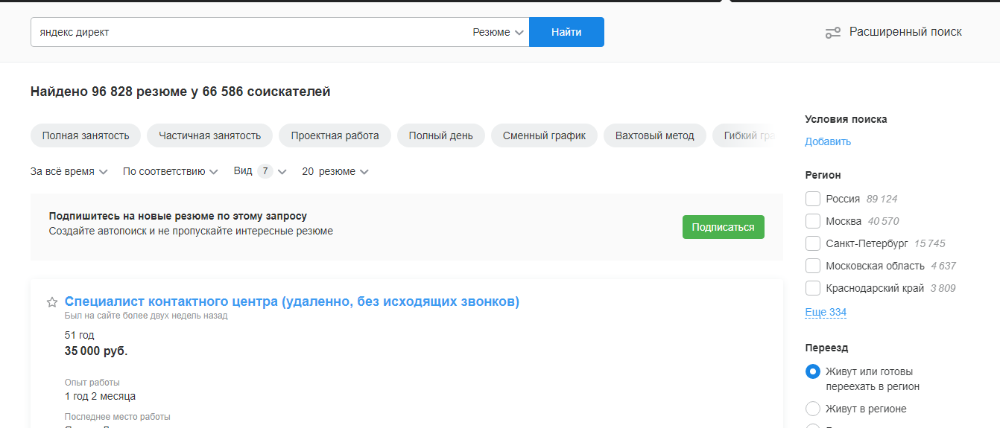 яндекс директ
Резюме
Найти
Расширенный поиск
Найдено 96 828 резюме у 66 586 соискателей
Полная занятость
Частичная занятость
Проектная работа
Полный день
Сменный график
Вахтовый метод
Гибкий гра
За всё время
По соответствию
Вид 7
20 резюме
Подпишитесь на новые резюме по этому запросу
Создайте автопоиск и не пропускайте интересные резюме
Подписаться
Специалист контактного центра (удаленно, без исходящих звонков)
Был на сайте более двух недель назад
51 год
35 000 руб.
Опыт работы
1 год 2 месяца
Последнее место работы
Условия поиска
Добавить
Регион
Россия 89 124
Москва 40 570
Санкт-Петербург 15 745
Московская область 4 637
Краснодарский край 3 809
Еще 334
Переезд
Живут или готовы
переехать в регион
Живут в регионе